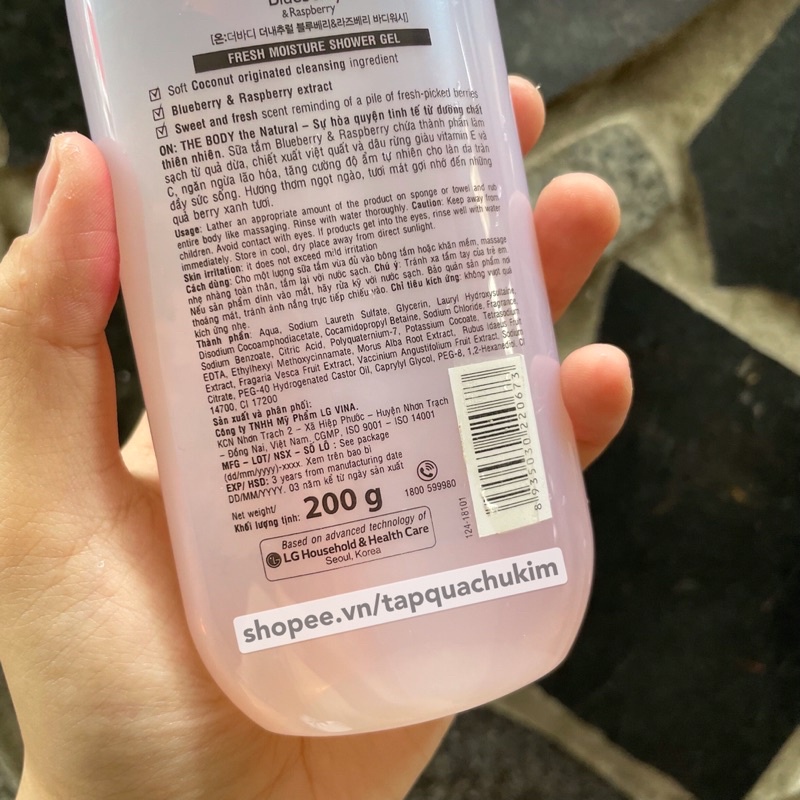 & Raspberry
[온:더바디 더내추럴 블루베리&라즈베리 바디워시]
FRESH MOISTURE SHOWER GEL
Soft Coconut originated cleansing ingredient
Blueberry & Raspberry extract
Sweet and fresh scent reminding of a pile of fresh-picked berries
ON: THE BODY the Natural – Sự hòa quyện tinh tế từ dưỡng chất
thiên nhiên. Sữa tắm Blueberry & Raspberry chứa thành phần làm
sạch từ quả dừa, chiết xuất việt quất và dâu rừng giàu vitamin E và
C, ngăn ngừa lão hóa, tăng cường độ ẩm tự nhiên cho làn da tràn
đầy sức sống. Hương thơm ngọt ngào, tươi mát gợi nhớ đến những
quả berry xanh tươi.
Usage: Lather an appropriate amount of the product on sponge or towel and rub
entire body like massaging. Rinse with water thoroughly. Caution: Keep away from
children. Avoid contact with eyes. If products get into the eyes, rinse well with water
immediately. Store in cool, dry place away from direct sunlight.
Skin irritation: it does not exceed mild irritation
Cách dùng: Cho một lượng sữa tắm vừa đủ vào bông tắm hoặc khăn mềm, massage
nhẹ nhàng toàn thân, tắm lại với nước sạch. Chú ý: Tránh xa tầm tay của trẻ em.
Nếu sản phẩm dính vào mắt, hãy rửa kỹ với nước sạch. Bảo quản sản phẩm nơi
thoáng mát, tránh ánh nắng trực tiếp chiếu vào. Chỉ tiêu kích ứng: không vượt quá
kích ứng nhẹ.
Thành phần: Aqua, Sodium Laureth Sulfate, Glycerin, Lauryl Hydroxysultaine,
Disodium Cocoamphodiacetate, Cocamidopropyl Betaine, Sodium Chloride, Fragrance,
Sodium Benzoate, Citric Acid, Polyquaternium-7, Potassium Cocoate, Tetrasodium
EDTA, Ethylhexyl Methoxycinnamate, Morus Alba Root Extract, Rubus Idaeus Fruit
Extract, Fragaria Vesca Fruit Extract, Vaccinium Angustifolium Fruit Extract, Sodium
Citrate, PEG-40 Hydrogenated Castor Oil, Caprylyl Glycol, PEG-8, 1,2-Hexanediol, CI
14700, CI 17200
Sản xuất và phân phối:
Công ty TNHH Mỹ Phẩm LG VINA.
KCN Nhơn Trạch 2 – Xã Hiệp Phước – Huyện Nhơn Trạch
– Đồng Nai, Việt Nam. CGMP, ISO 9001 – ISO 14001
MFG – LOT/ NSX – SỐ LÔ : See package
(dd/mm/yyyy)-xxxx. Xem trên bao bì
EXP/ HSD: 3 years from manufacturing date
DD/MM/YYYY. 03 năm kể từ ngày sản xuất
Net weight/
Khối lượng tịnh: 200 g
1800 599980
Based on advanced technology of
LG Household & Health Care
Seoul, Korea
124-18101
8 935030 220673
shopee.vn/tapquachukim